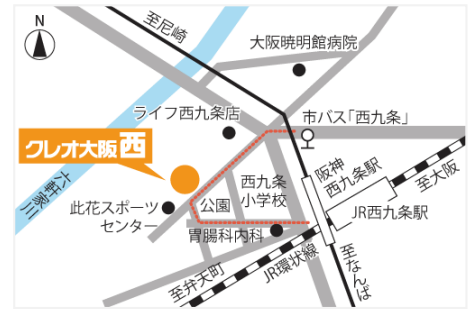 N
至尼崎
大阪暁明館病院
ライフ西九条店
市バス「西九条」
クレオ大阪西
六軒家川
此花スポーツ
センター
公園
西九条
小学校
阪神
西九条駅
至大阪
JR西九条駅
胃腸科内科
至弁天町
JR環状線
至なんば